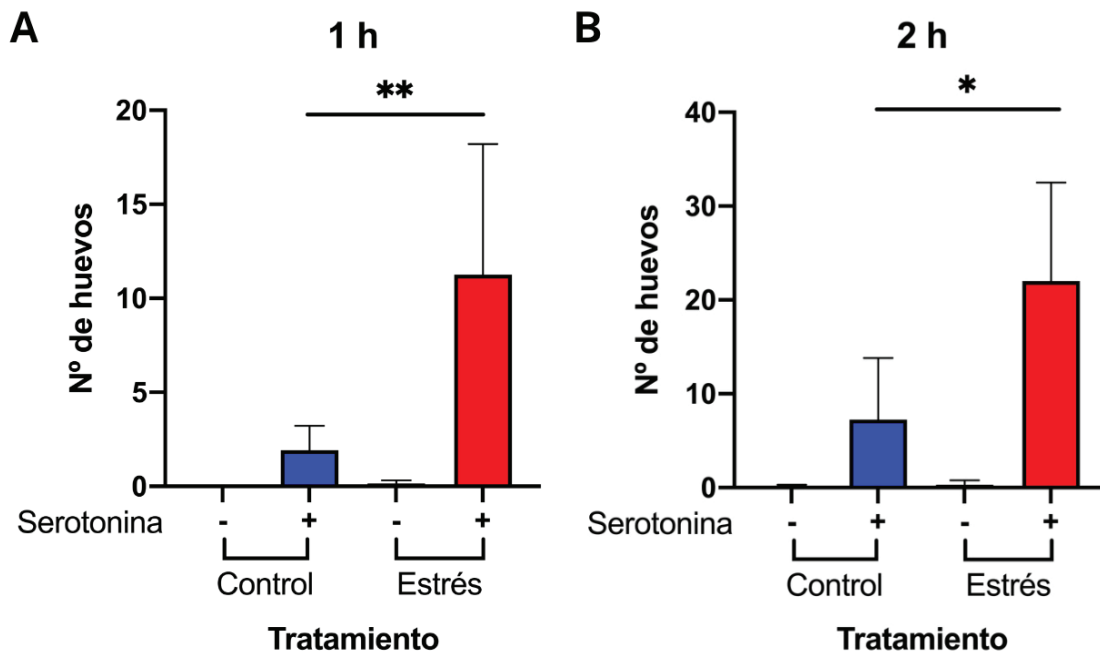 A
1 h
**
20
15
10
5
0
Nº de huevos
Serotonina - + - +
Control Estrés
Tratamiento
B
2 h
*
40
30
20
10
0
Nº de huevos
Serotonina - + - +
Control Estrés
Tratamiento